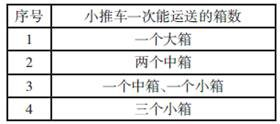 序号 小推车一次能运送的箱数
1 一个大箱
2 两个中箱
3 一个中箱、一个小箱
4 三个小箱